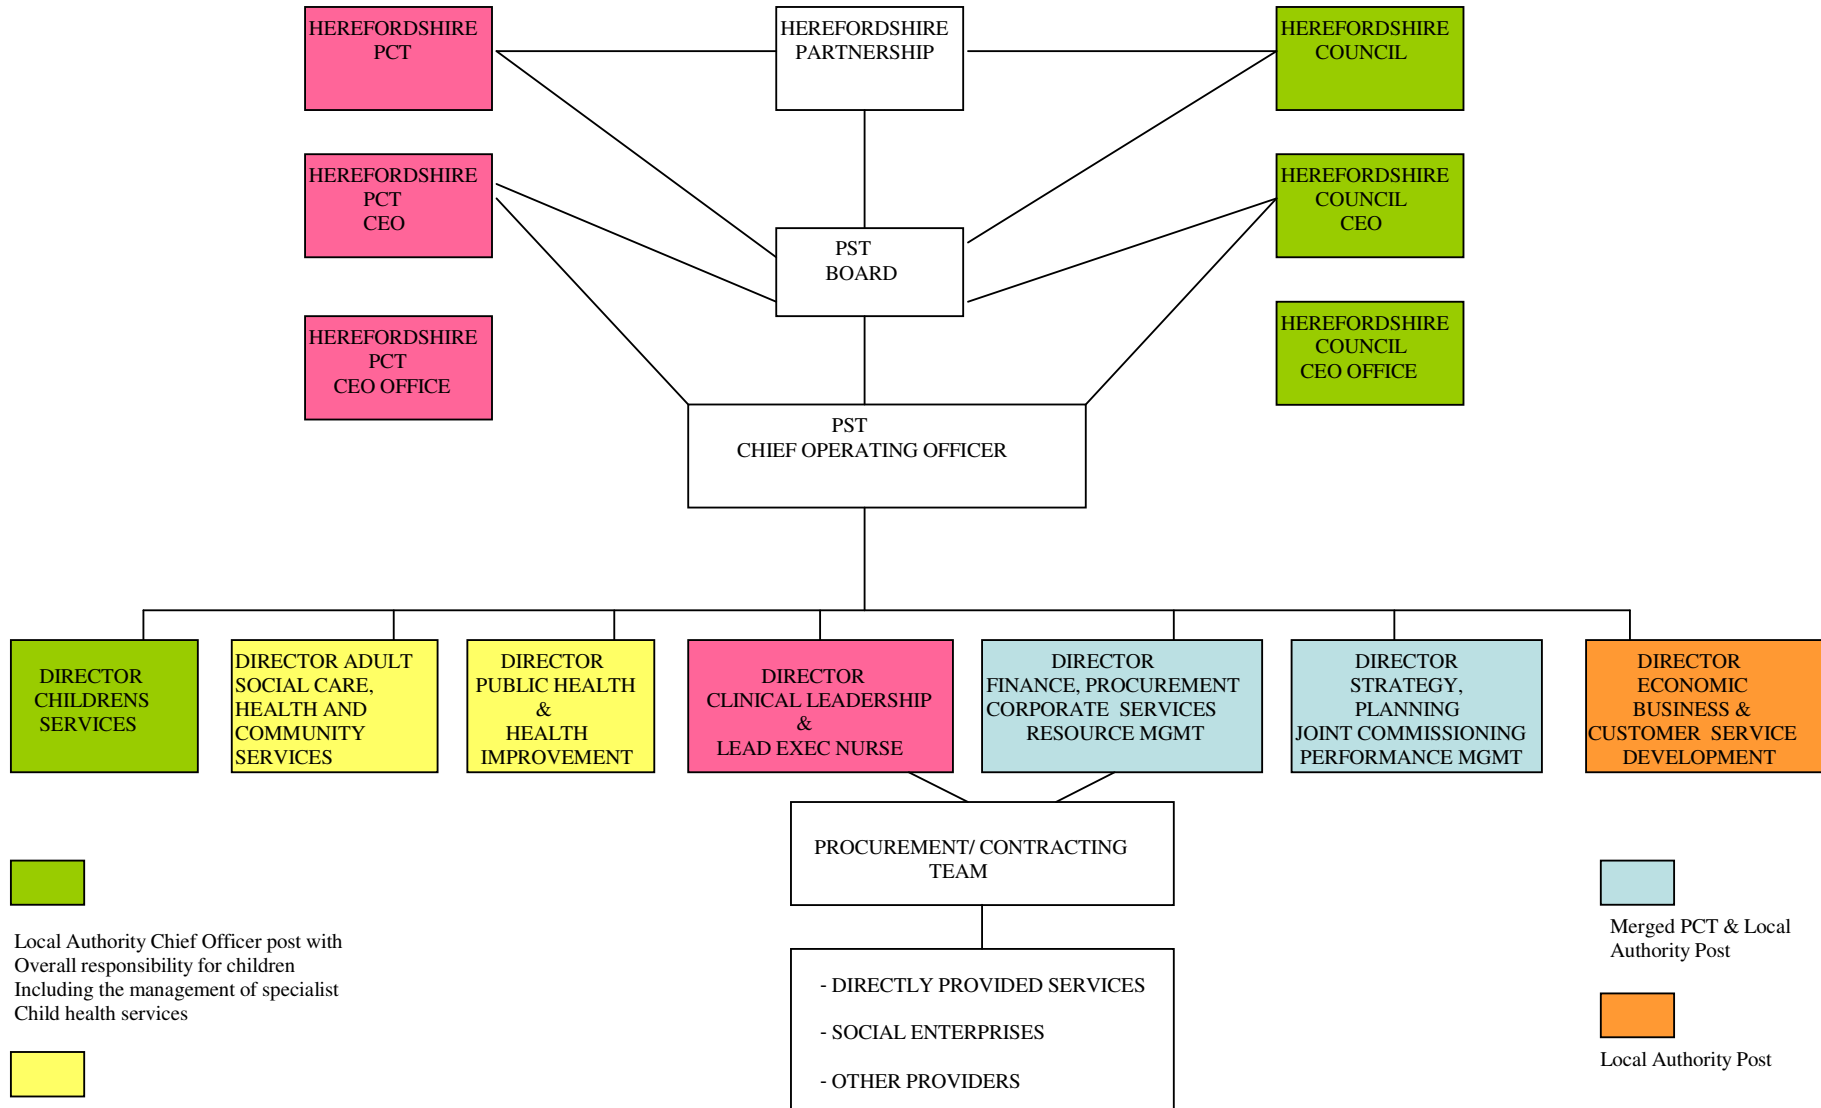 HEREFORDSHIRE
PCT
HEREFORDSHIRE
PARTNERSHIP
HEREFORDSHIRE
COUNCIL
HEREFORDSHIRE
PCT
CEO
HEREFORDSHIRE
COUNCIL
CEO
PST
BOARD
HEREFORDSHIRE
PCT
CEO OFFICE
HEREFORDSHIRE
COUNCIL
CEO OFFICE
PST
CHIEF OPERATING OFFICER
DIRECTOR
CHILDRENS
SERVICES
DIRECTOR ADULT
SOCIAL CARE,
HEALTH AND
COMMUNITY
SERVICES
DIRECTOR
PUBLIC HEALTH
&
HEALTH
IMPROVEMENT
DIRECTOR
CLINICAL LEADERSHIP
&
LEAD EXEC NURSE
DIRECTOR
FINANCE, PROCUREMENT
CORPORATE SERVICES
RESOURCE MGMT
DIRECTOR
STRATEGY,
PLANNING
JOINT COMMISSIONING
PERFORMANCE MGMT
DIRECTOR
ECONOMIC
BUSINESS &
CUSTOMER SERVICE
DEVELOPMENT
PROCUREMENT/ CONTRACTING
TEAM
- DIRECTLY PROVIDED SERVICES
- SOCIAL ENTERPRISES
- OTHER PROVIDERS
Local Authority Chief Officer post with
Overall responsibility for children
Including the management of specialist
Child health services
Merged PCT & Local
Authority Post
Local Authority Post